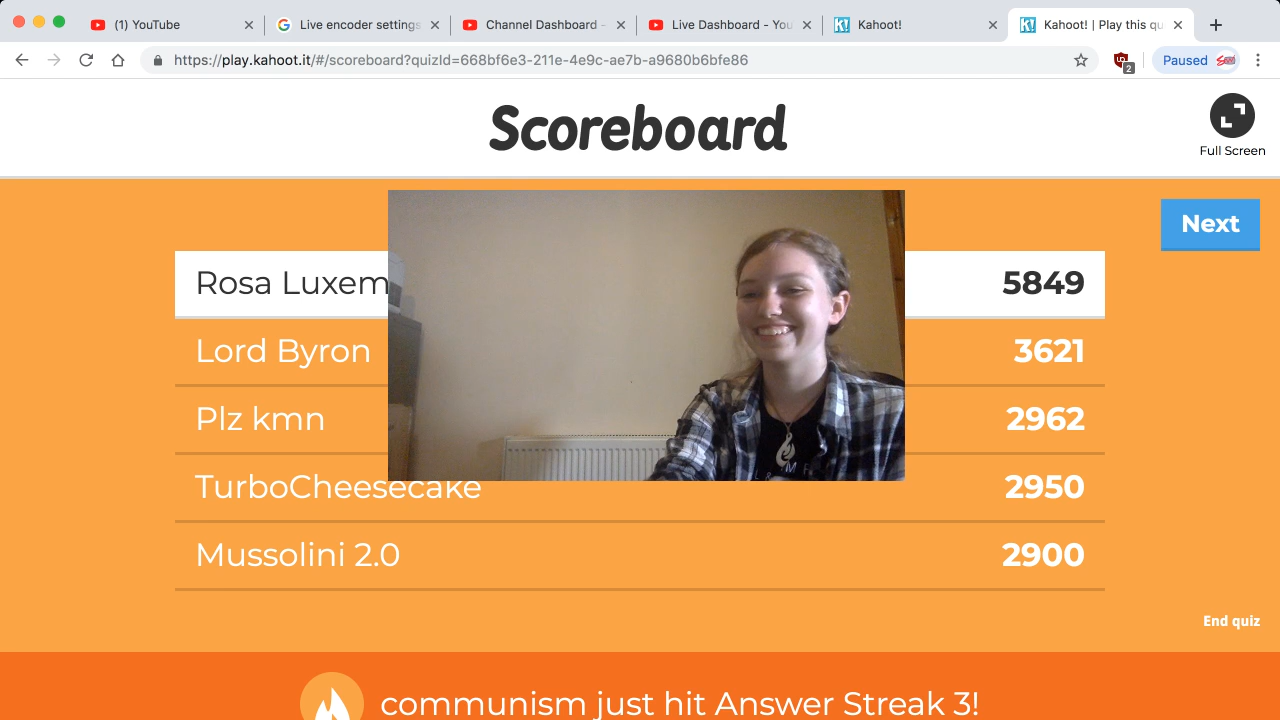 (1) YouTube
Live encoder settings
Channel Dashboard -
Live Dashboard - You
Kahoot!
Kahoot! | Play this qu
https://play.kahoot.it/#/scoreboard?quizId=668bf6e3-211e-4e9c-ae7b-a9680b6bfe86
2
Paused
Scoreboard
Full Screen
Next
Rosa Luxem 5849
Lord Byron 3621
Plz kmn 2962
TurboCheesecake 2950
Mussolini 2.0 2900
End quiz
communism just hit Answer Streak 3!